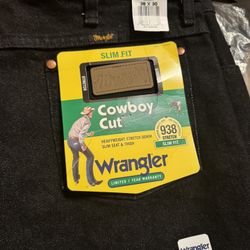 38 X 30
Wrangler
SLIM FIT
Cowboy
Cut
HEAVYWEIGHT STRETCH DENIM
SLIM SEAT & THIGH
938
STRETCH
SLIM FIT
Wrangler
LIMITED 1 YEAR WARRANTY
Wrangler